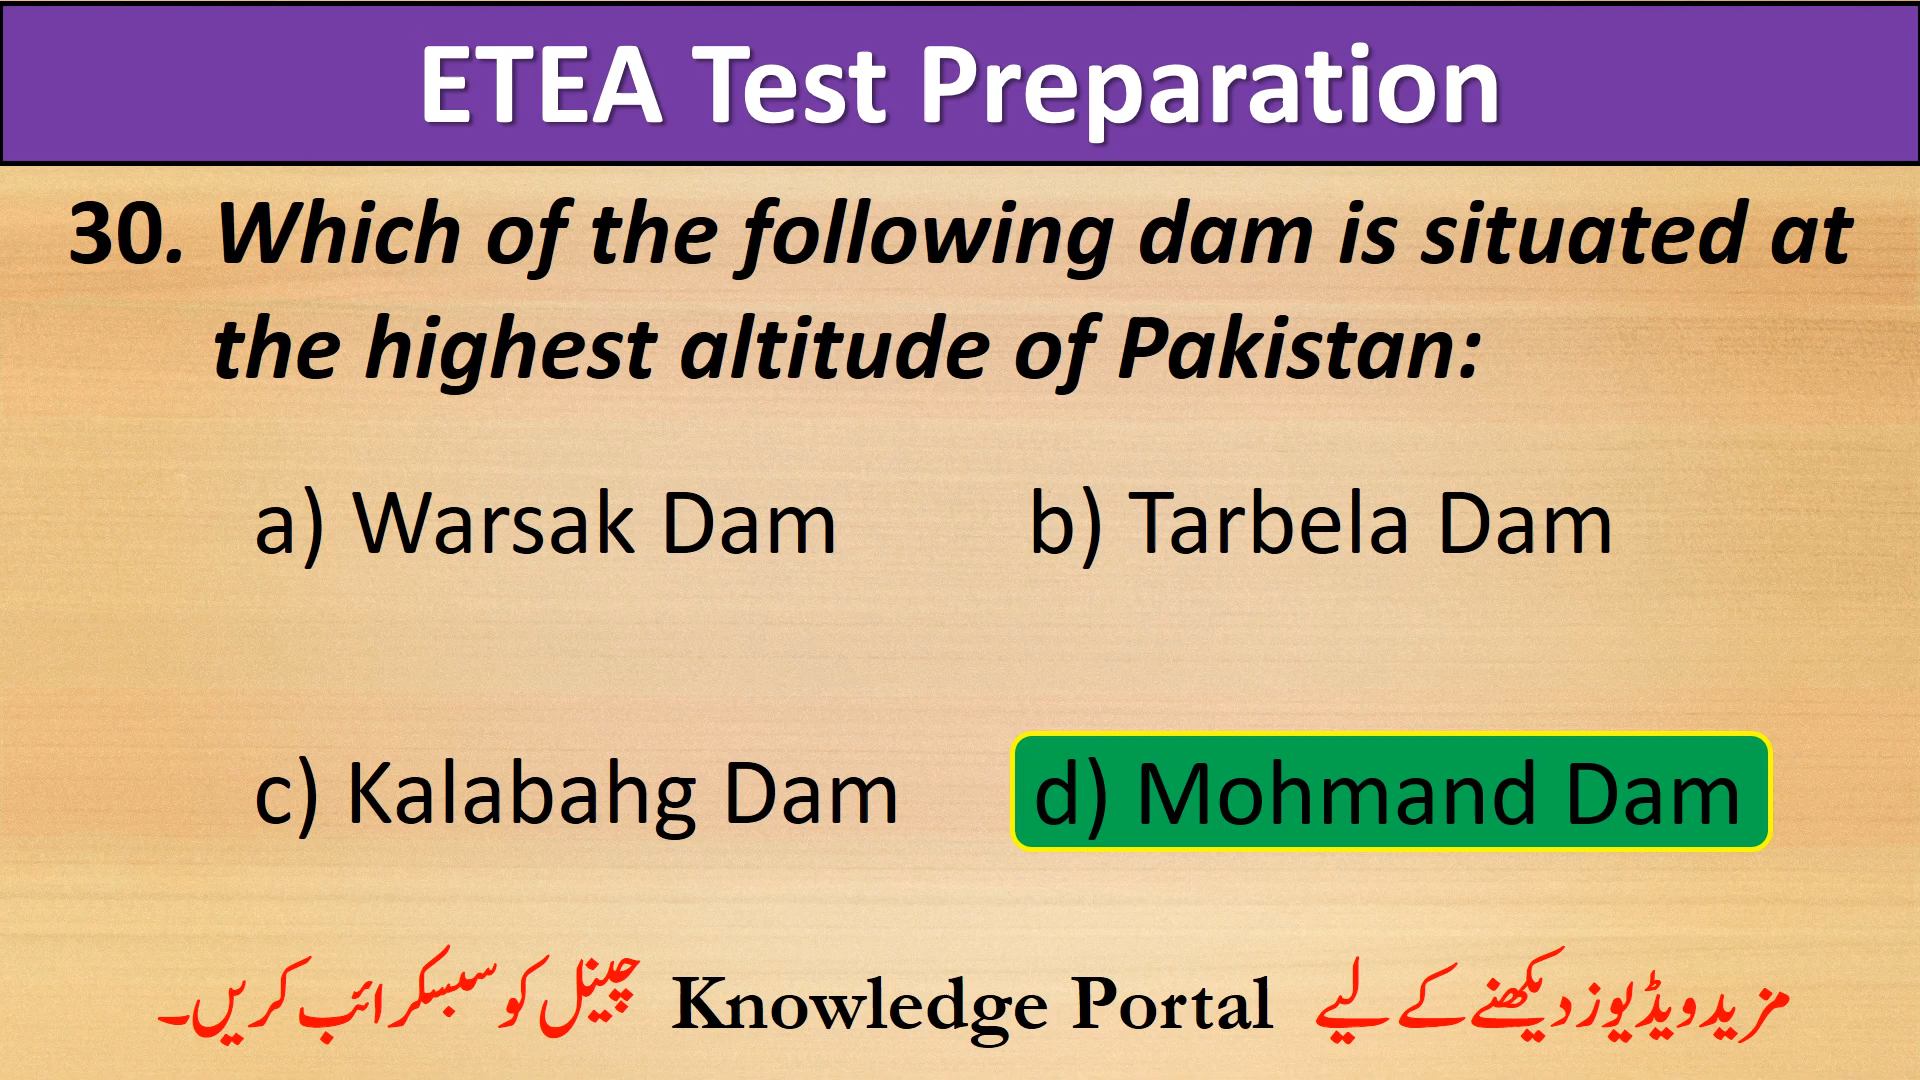 ETEA Test Preparation
30. Which of the following dam is situated at
the highest altitude of Pakistan:
a) Warsak Dam b) Tarbela Dam
c) Kalabahg Dam d) Mohmand Dam
مزید ویڈیوز دیکھنے کے لیے Knowledge Portal چینل کو سبسکرائب کریں۔